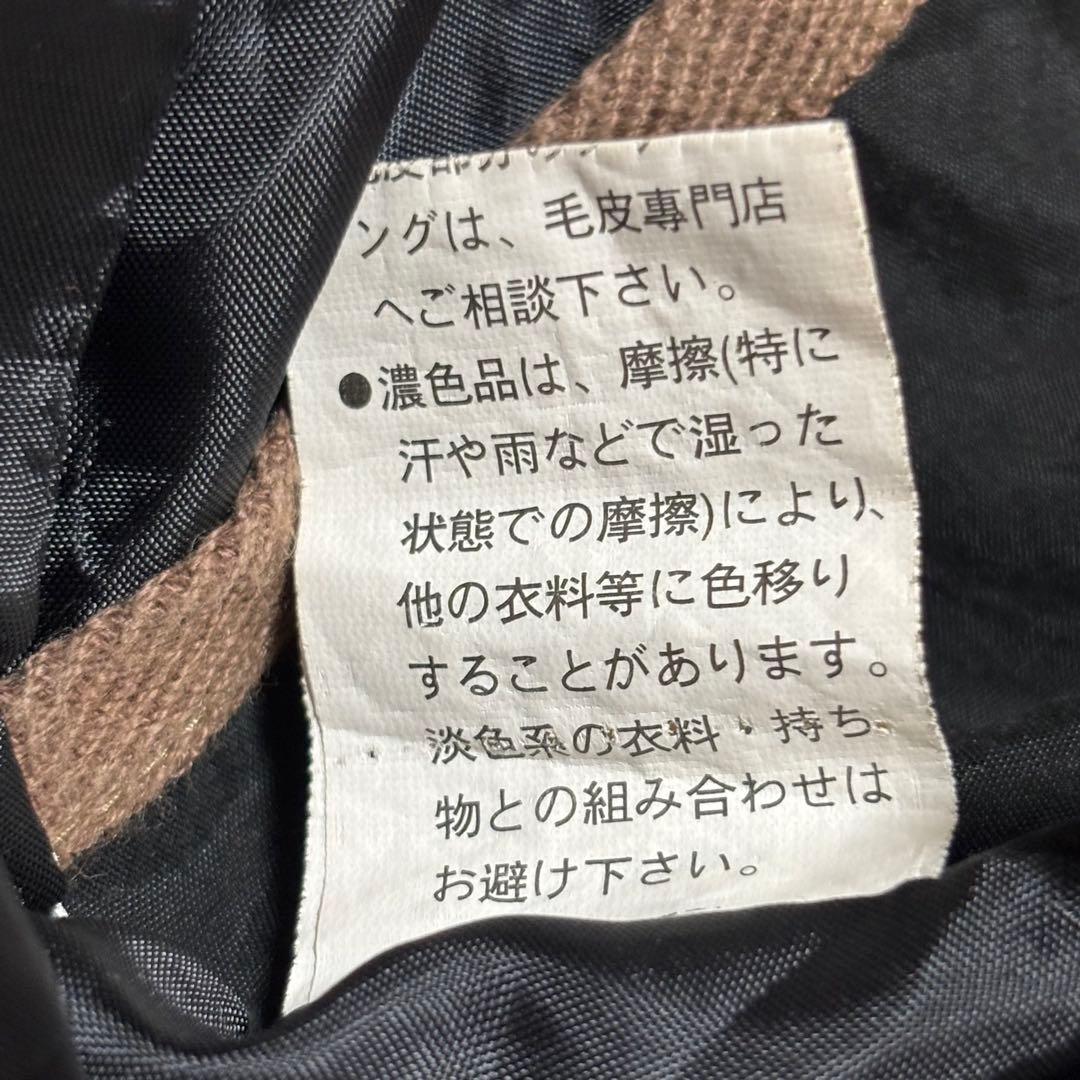 ングは、毛皮專門店
へご相談下さい。
●濃色品は、摩擦(特に
汗や雨などで湿った
状態での摩擦)により、
他の衣料等に色移り
することがあります。
淡色系の衣料・持ち
物との組み合わせは
お避け下さい。